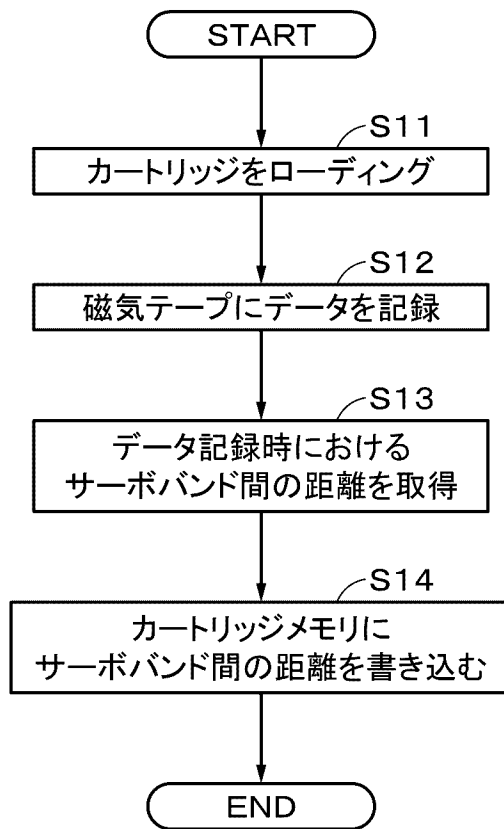 START
S11
カートリッジをローディング
S12
磁気テープにデータを記録
S13
データ記録時における
サーボバンド間の距離を取得
S14
カートリッジメモリに
サーボバンド間の距離を書き込む
END